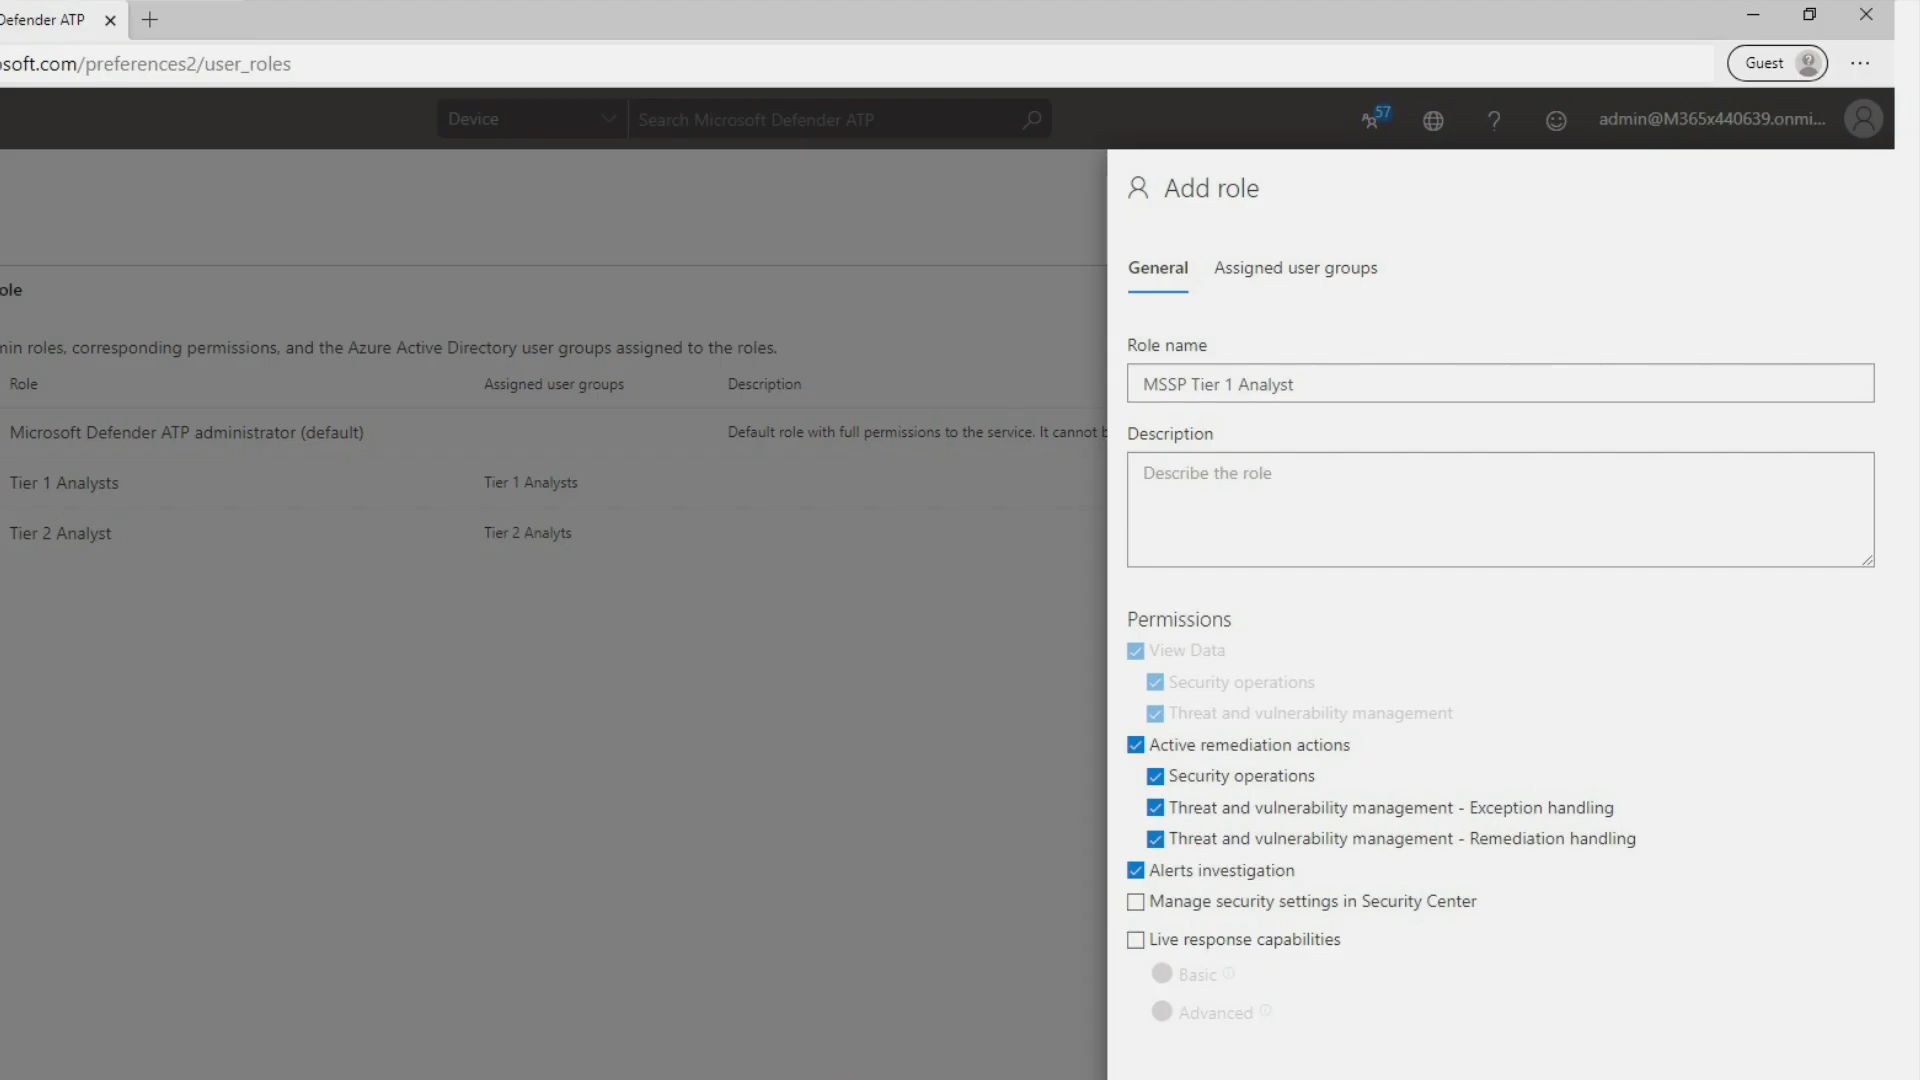 Defender ATP
osoft.com/preferences2/user_roles
Guest
Device
Search Microsoft Defender ATP
57
admin@M365x440639.onmi...
Add role
General
Assigned user groups
ole
Role name
min roles, corresponding permissions, and the Azure Active Directory user groups assigned to the roles.
Role
Assigned user groups
Description
MSSP Tier 1 Analyst
Microsoft Defender ATP administrator (default)
Default role with full permissions to the service. It cannot b
Description
Describe the role
Tier 1 Analysts
Tier 1 Analysts
Tier 2 Analyst
Tier 2 Analyts
Permissions
View Data
Security operations
Threat and vulnerability management
Active remediation actions
Security operations
Threat and vulnerability management - Exception handling
Threat and vulnerability management - Remediation handling
Alerts investigation
Manage security settings in Security Center
Live response capabilities
Basic
Advanced